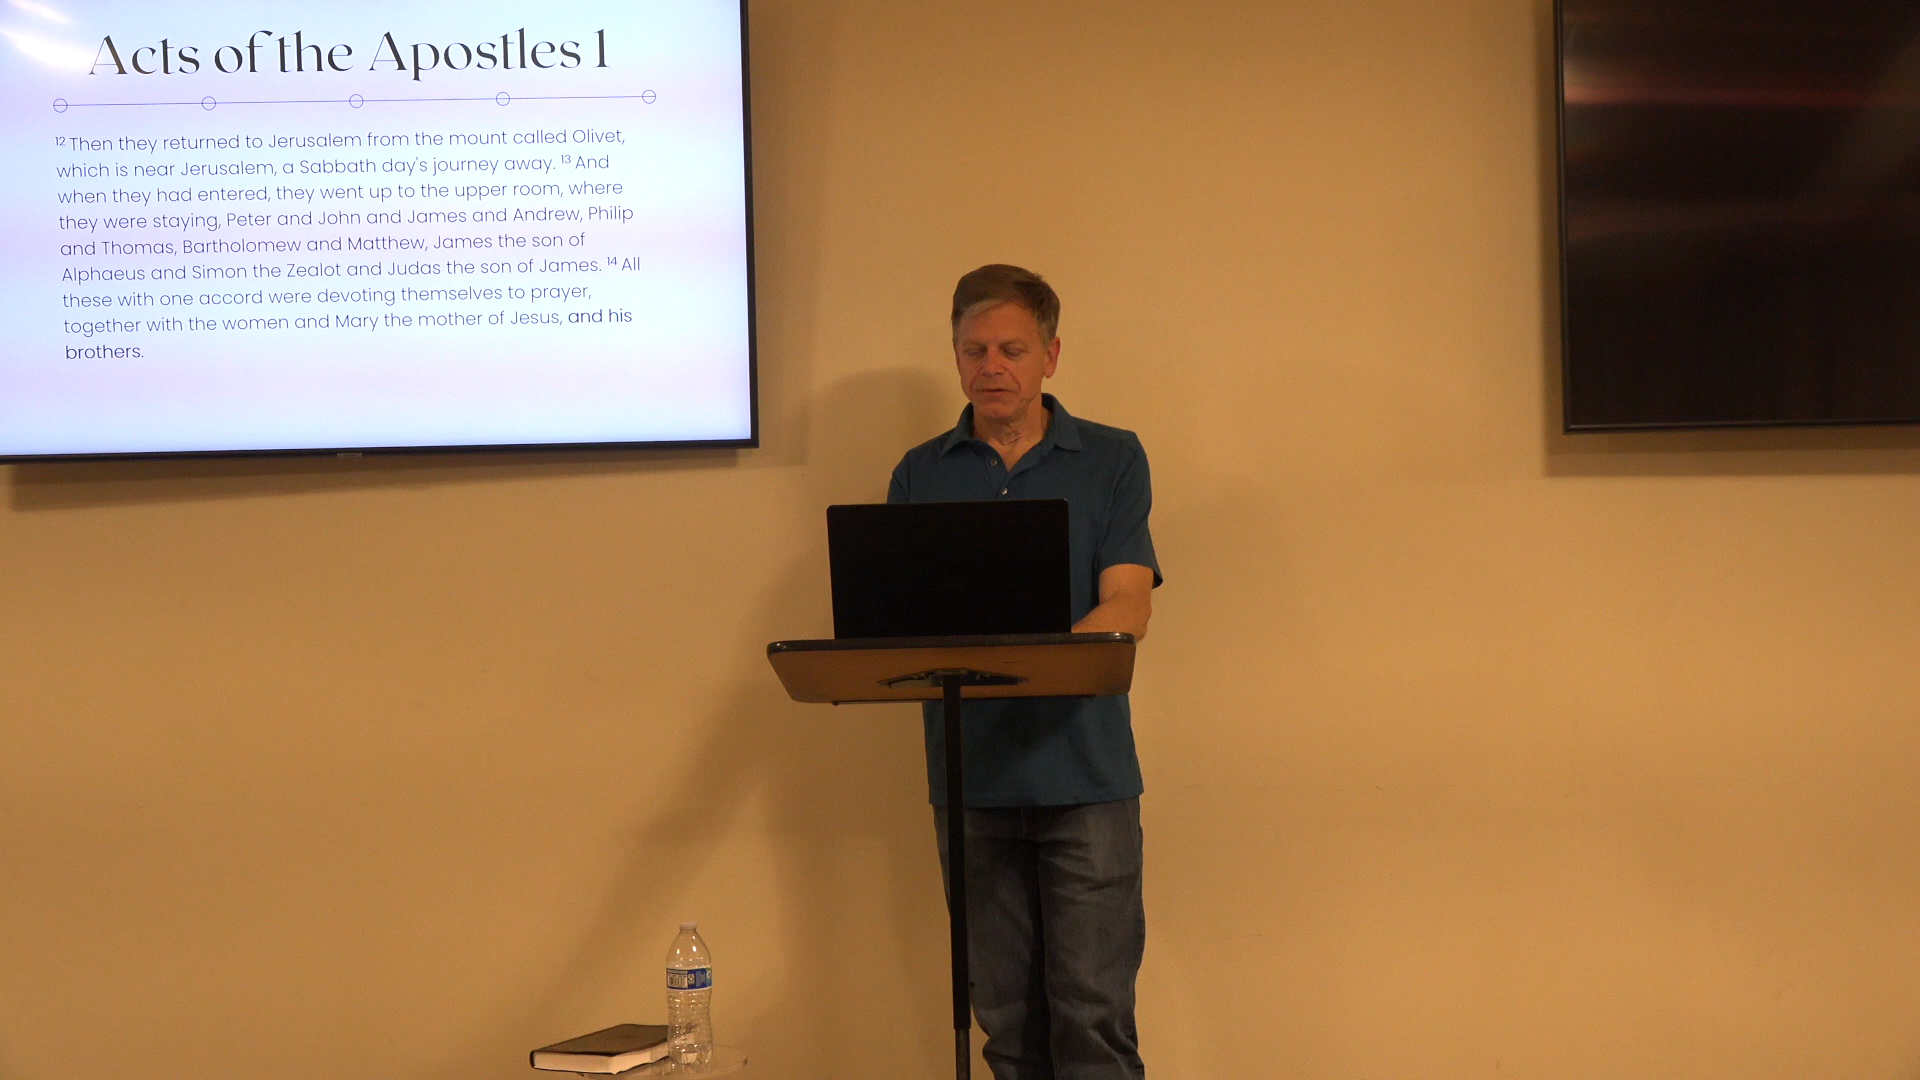 Acts of the Apostles 1
12 Then they returned to Jerusalem from the mount called Olivet,
which is near Jerusalem, a Sabbath day's journey away. 13 And
when they had entered, they went up to the upper room, where
they were staying, Peter and John and James and Andrew, Philip
and Thomas, Bartholomew and Matthew, James the son of
Alphaeus and Simon the Zealot and Judas the son of James. 14 All
these with one accord were devoting themselves to prayer,
together with the women and Mary the mother of Jesus, and his
brothers.